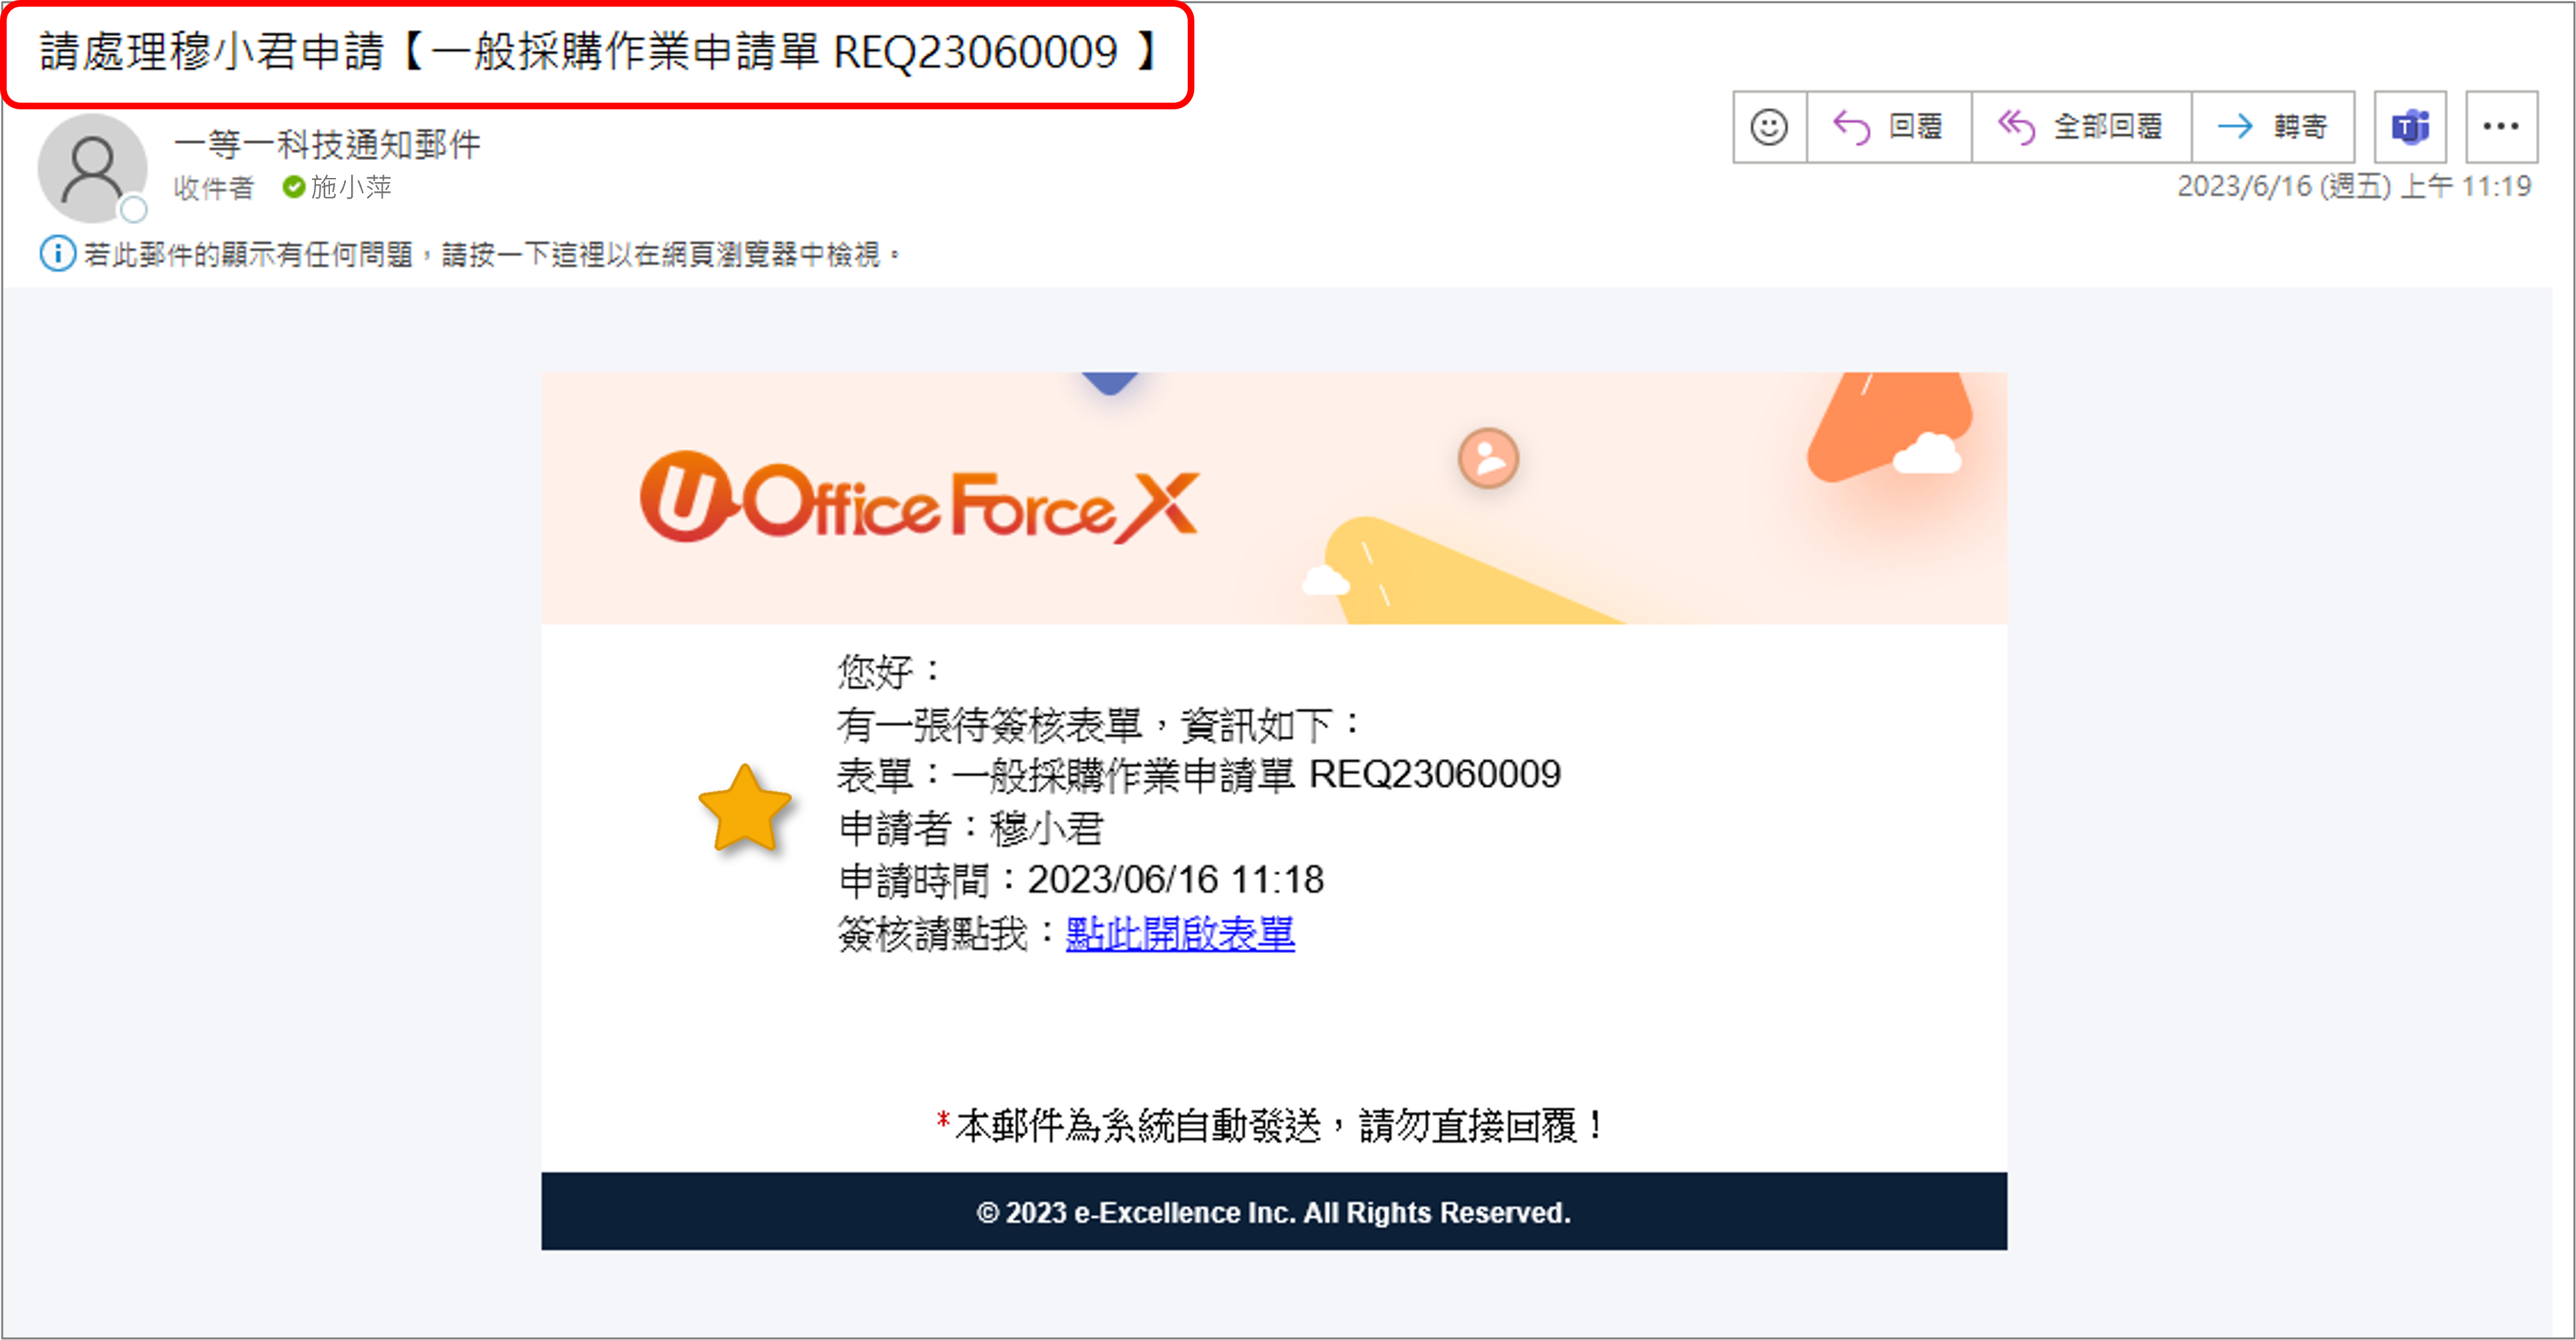 請處理穆小君申請【一般採購作業申請單 REQ23060009 】
一等一科技通知郵件
收件者 施小萍
回覆 全部回覆 轉寄
2023/6/16 (週五) 上午 11:19
若此郵件的顯示有任何問題，請按一下這裡以在網頁瀏覽器中檢視。
U-Office Force X
您好：
有一張待簽核表單，資訊如下：
表單：一般採購作業申請單 REQ23060009
申請者：穆小君
申請時間：2023/06/16 11:18
簽核請點我：點此開啟表單
*本郵件為系統自動發送，請勿直接回覆！
© 2023 e-Excellence Inc. All Rights Reserved.